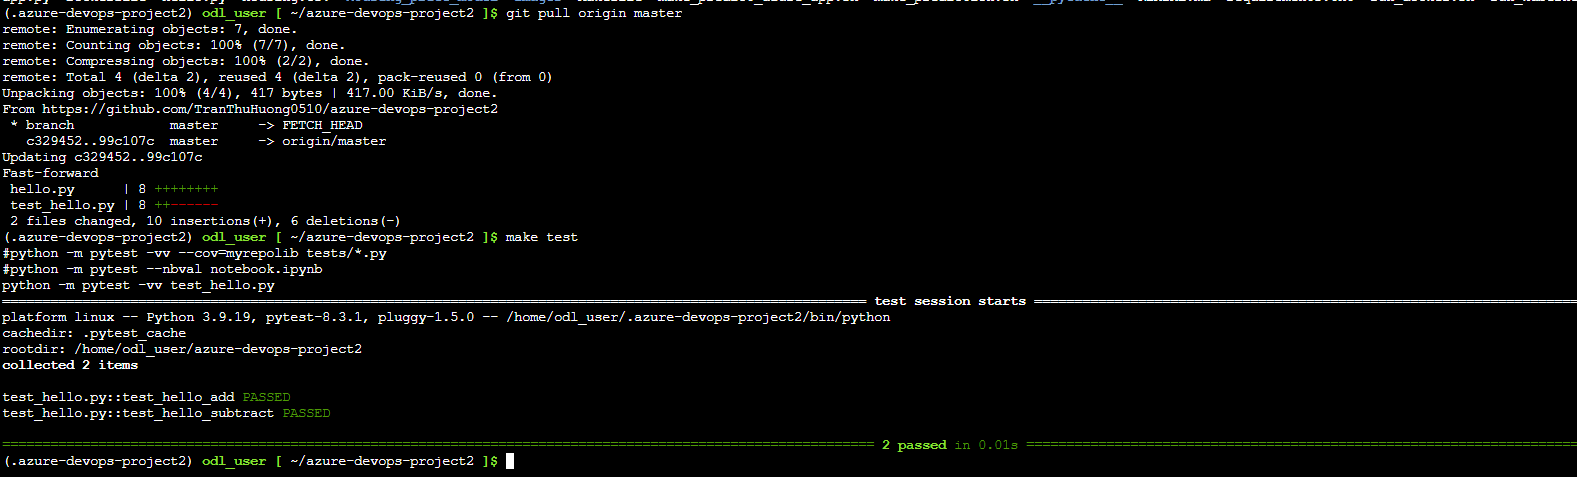 (.azure-devops-project2) odl_user [ ~/azure-devops-project2 ]$ git pull origin master
remote: Enumerating objects: 7, done.
remote: Counting objects: 100% (7/7), done.
remote: Compressing objects: 100% (2/2), done.
remote: Total 4 (delta 2), reused 4 (delta 2), pack-reused 0 (from 0)
Unpacking objects: 100% (4/4), 417 bytes | 417.00 KiB/s, done.
From https://github.com/TranThuHuong0510/azure-devops-project2
 * branch            master     -> FETCH_HEAD
   c329452..99c107c  master     -> origin/master
Updating c329452..99c107c
Fast-forward
 hello.py      | 8 ++++++++
 test_hello.py | 8 ++------
 2 files changed, 10 insertions(+), 6 deletions(-)
(.azure-devops-project2) odl_user [ ~/azure-devops-project2 ]$ make test
#python -m pytest -vv --cov=myrepolib tests/*.py
#python -m pytest --nbval notebook.ipynb
python -m pytest -vv test_hello.py
test session starts
platform linux -- Python 3.9.19, pytest-8.3.1, pluggy-1.5.0 -- /home/odl_user/.azure-devops-project2/bin/python
cachedir: .pytest_cache
rootdir: /home/odl_user/azure-devops-project2
collected 2 items
test_hello.py::test_hello_add PASSED
test_hello.py::test_hello_subtract PASSED
2 passed in 0.01s
(.azure-devops-project2) odl_user [ ~/azure-devops-project2 ]$